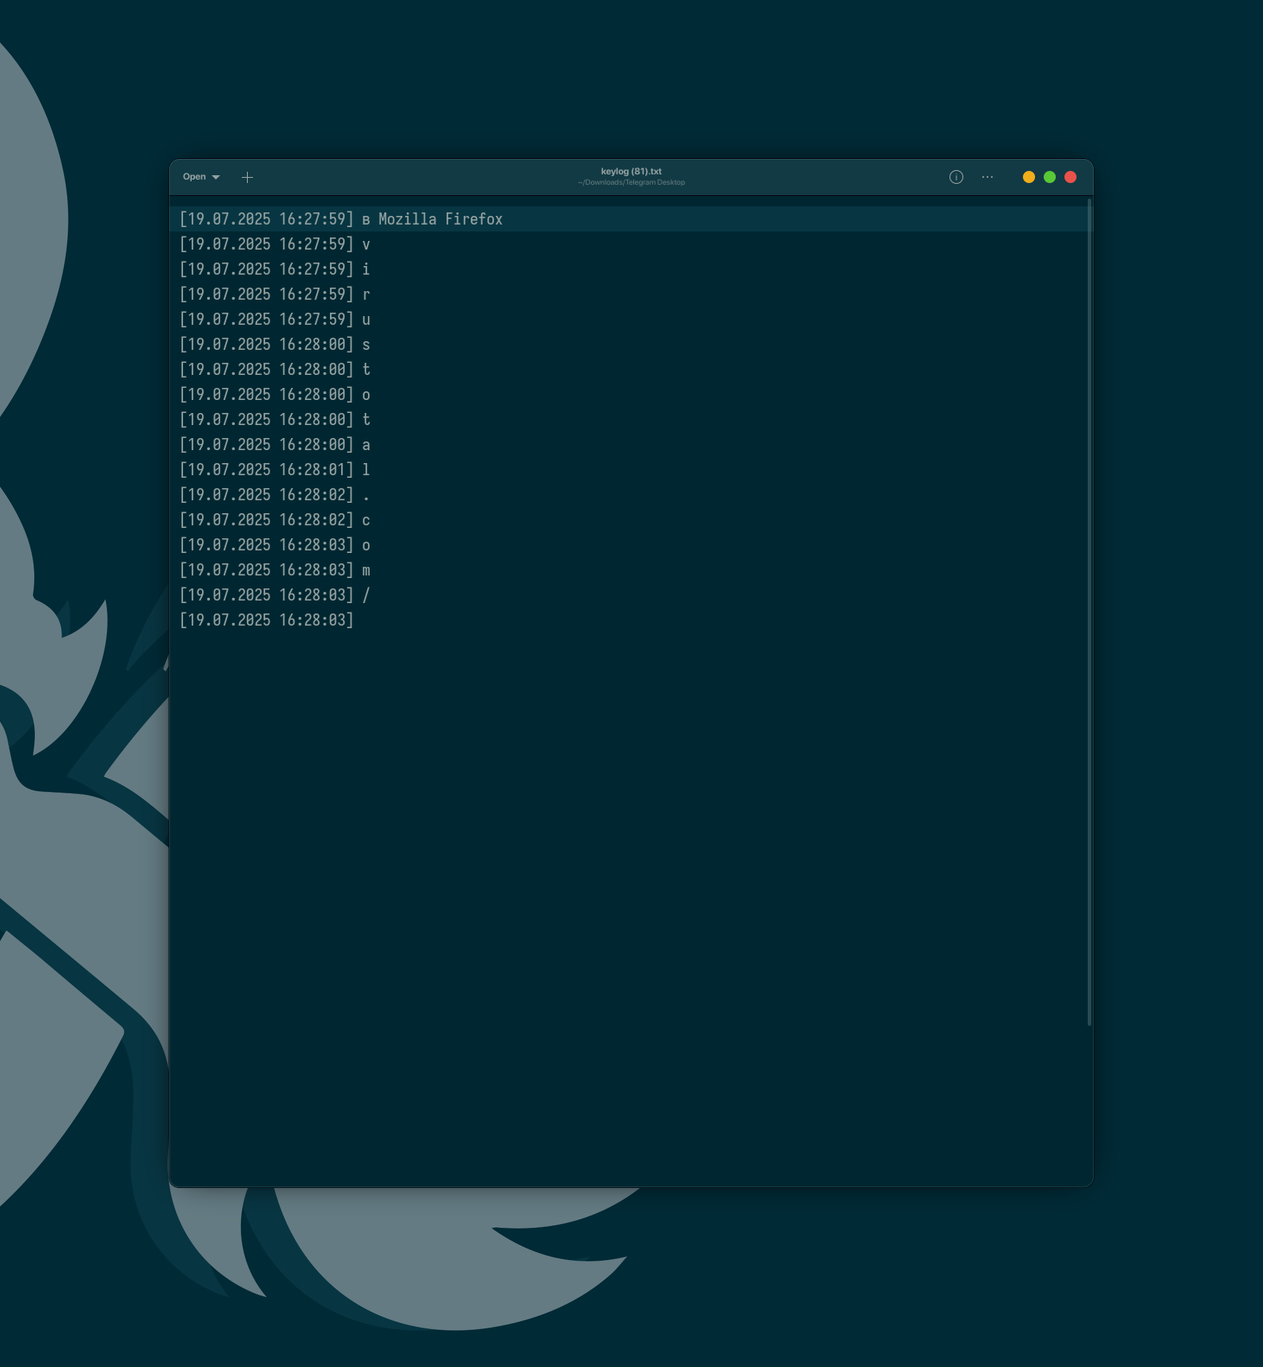 Open
keylog (81).txt
~/Downloads/Telegram Desktop
[19.07.2025 16:27:59] в Mozilla Firefox
[19.07.2025 16:27:59] v
[19.07.2025 16:27:59] i
[19.07.2025 16:27:59] r
[19.07.2025 16:27:59] u
[19.07.2025 16:28:00] s
[19.07.2025 16:28:00] t
[19.07.2025 16:28:00] o
[19.07.2025 16:28:00] t
[19.07.2025 16:28:00] a
[19.07.2025 16:28:01] l
[19.07.2025 16:28:02] .
[19.07.2025 16:28:02] c
[19.07.2025 16:28:03] o
[19.07.2025 16:28:03] m
[19.07.2025 16:28:03] /
[19.07.2025 16:28:03]